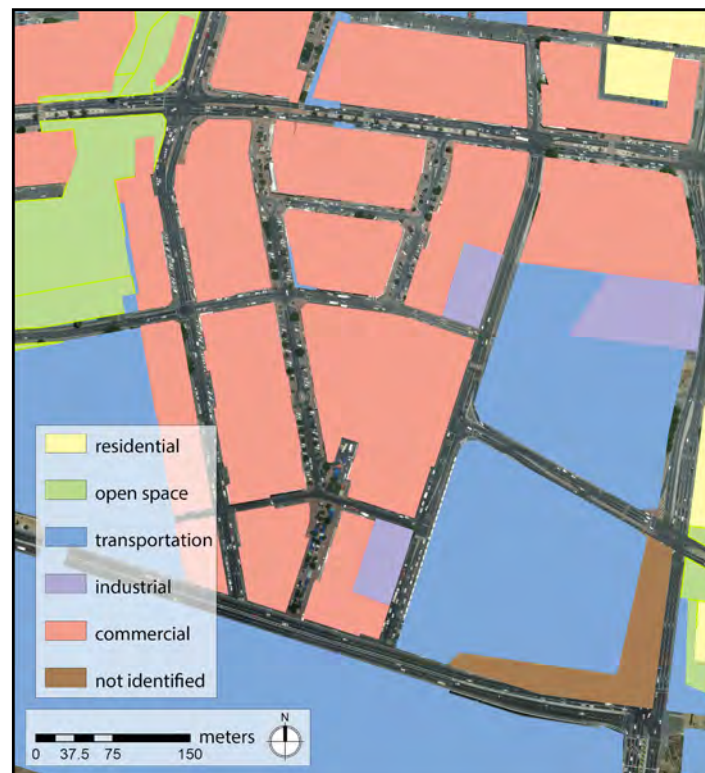 residential
open space
transportation
industrial
commercial
not identified
meters
N
0 37.5 75 150